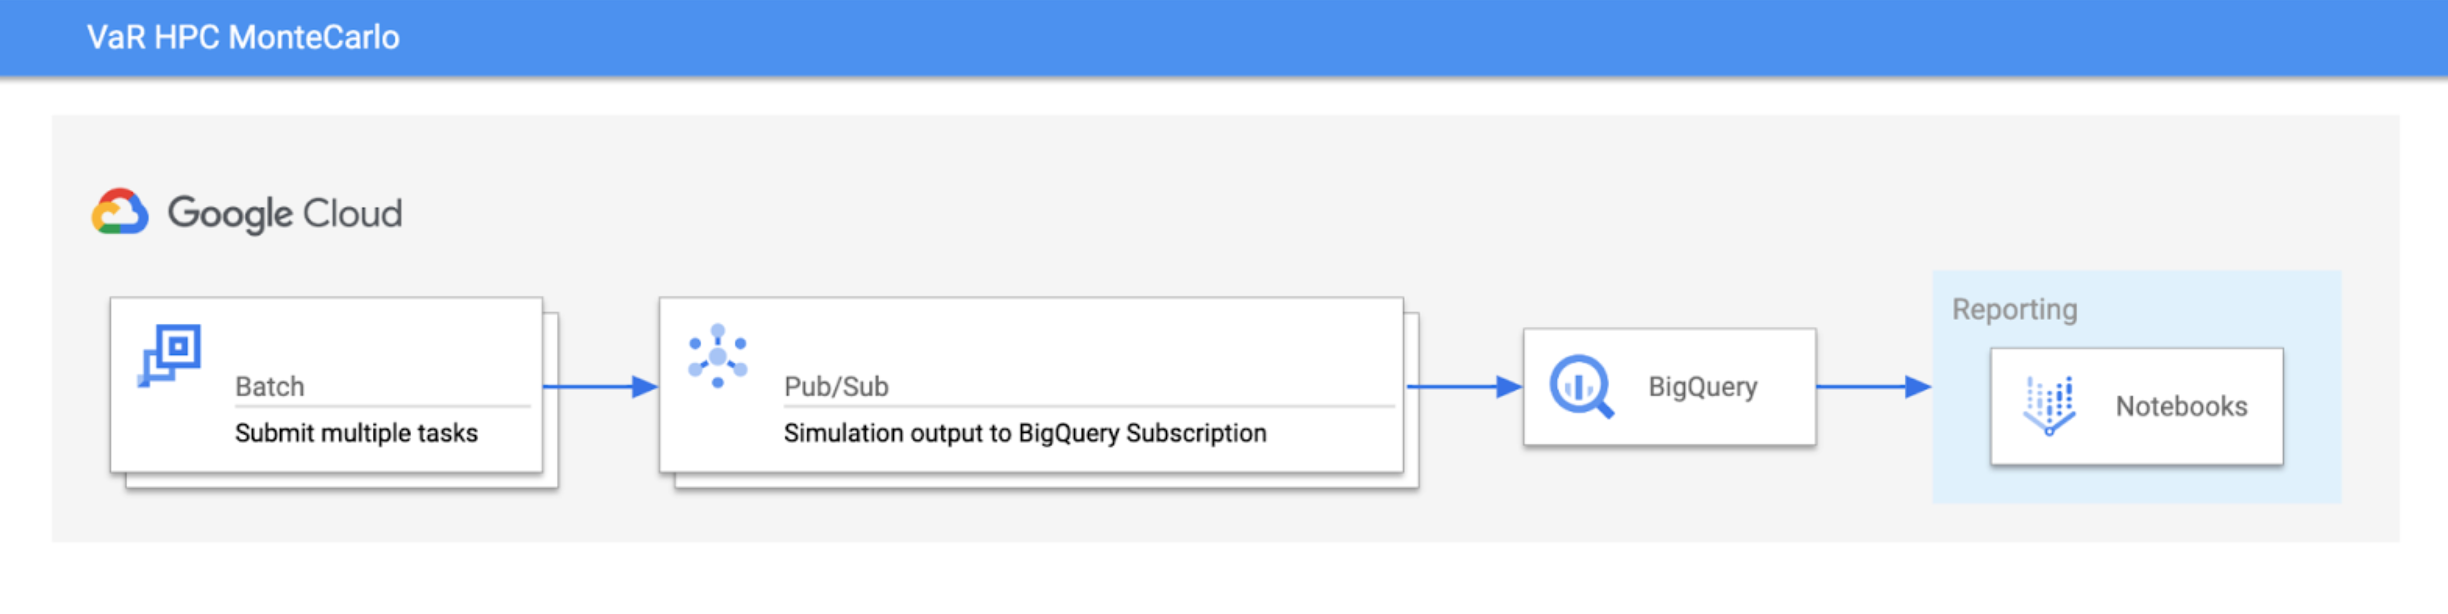 VaR HPC MonteCarlo
Google Cloud
Batch
Submit multiple tasks
Pub/Sub
Simulation output to BigQuery Subscription
BigQuery
Reporting
Notebooks